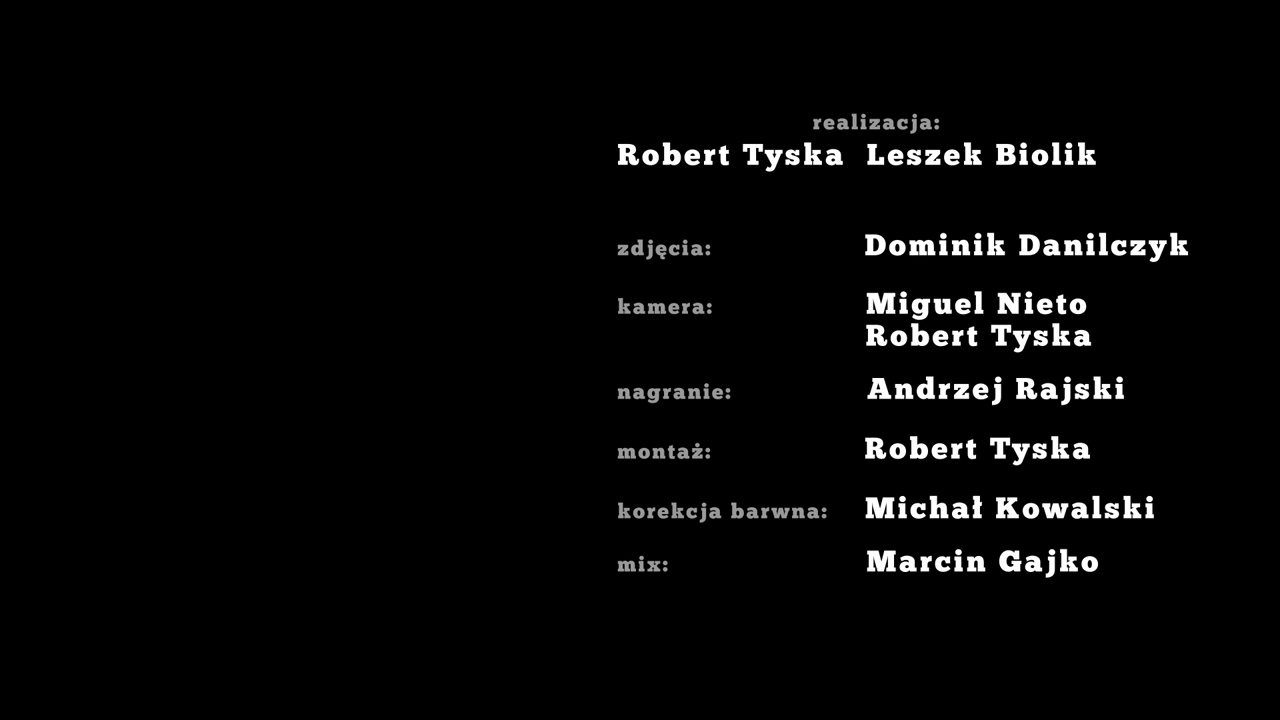 realizacja:
Robert Tyska Leszek Biolik
zdjęcia: Dominik Danilczyk
kamera: Miguel Nieto
Robert Tyska
nagranie: Andrzej Rajski
montaż: Robert Tyska
korekcja barwna: Michał Kowalski
mix: Marcin Gajko